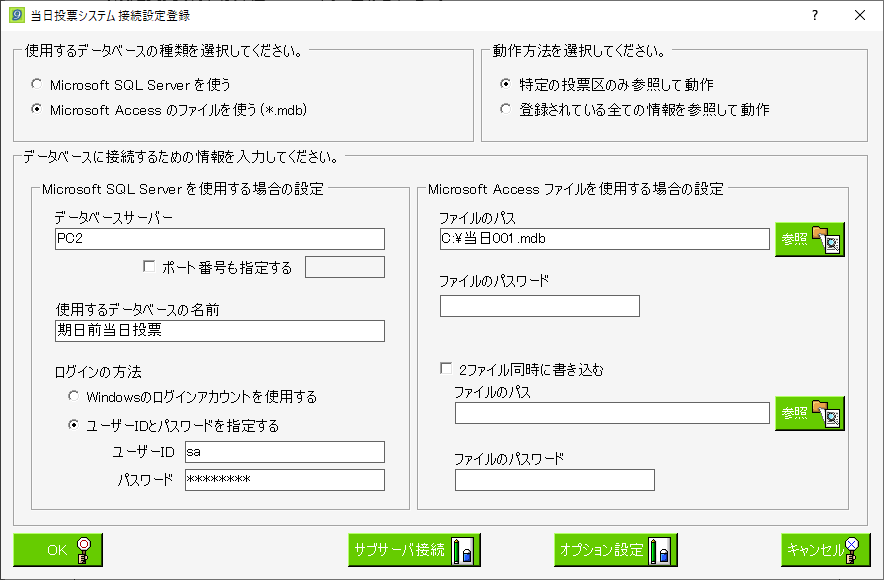 当日投票システム 接続設定登録
使用するデータベースの種類を選択してください。
Microsoft SQL Server を使う
Microsoft Access のファイルを使う (*.mdb)
動作方法を選択してください。
特定の投票区のみ参照して動作
登録されている全ての情報を参照して動作
データベースに接続するための情報を入力してください。
Microsoft SQL Server を使用する場合の設定
データベースサーバー
PC2
ポート番号も指定する
使用するデータベースの名前
期日前当日投票
ログインの方法
Windowsのログインアカウントを使用する
ユーザーIDとパスワードを指定する
ユーザーID
sa
パスワード
********
Microsoft Access ファイルを使用する場合の設定
ファイルのパス
C:¥当日001.mdb
参照
ファイルのパスワード
2ファイル同時に書き込む
ファイルのパス
参照
ファイルのパスワード
OK
サブサーバ接続
オプション設定
キャンセル